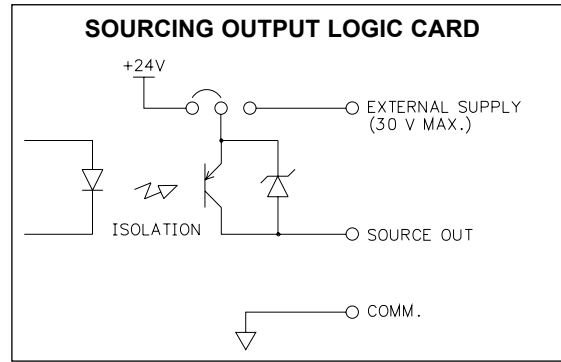 SOURCING OUTPUT LOGIC CARD
+24V
EXTERNAL SUPPLY
(30 V MAX.)
ISOLATION
SOURCE OUT
COMM.